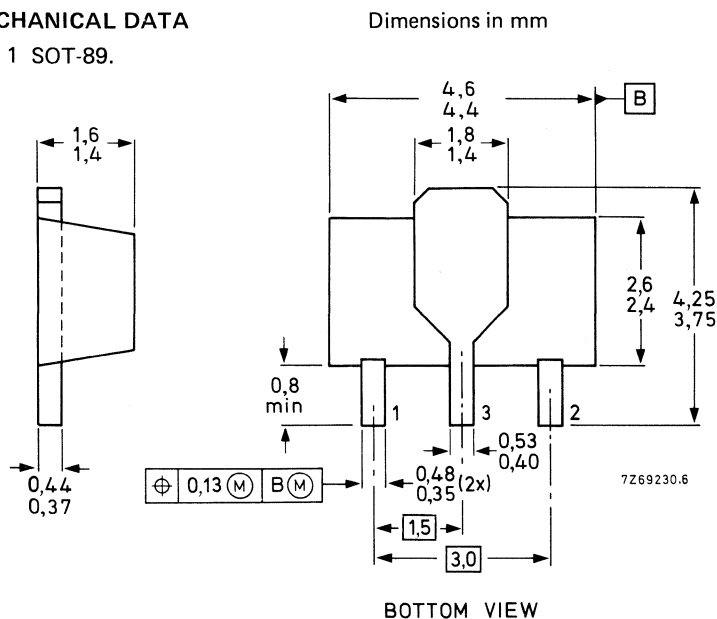 CHANICAL DATA
Dimensions in mm
1 SOT-89.
4,6
4,4
B
1,6
1,4
1,8
1,4
2,6
2,4
4,25
3,75
0,8
min
1
3
2
0,53
0,40
0,44
0,37
⌖ 0,13 Ⓜ B Ⓜ
0,48
0,35 (2x)
7Z69230.6
1,5
3,0
BOTTOM VIEW